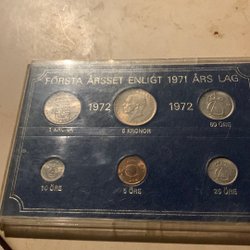 FÖRSTA ÅRSSET ENLIGT 1971 ÅRS LAG
1972 1972
5 KRONOR
50 ÖRE
10 ÖRE
5 ÖRE
25 ÖRE